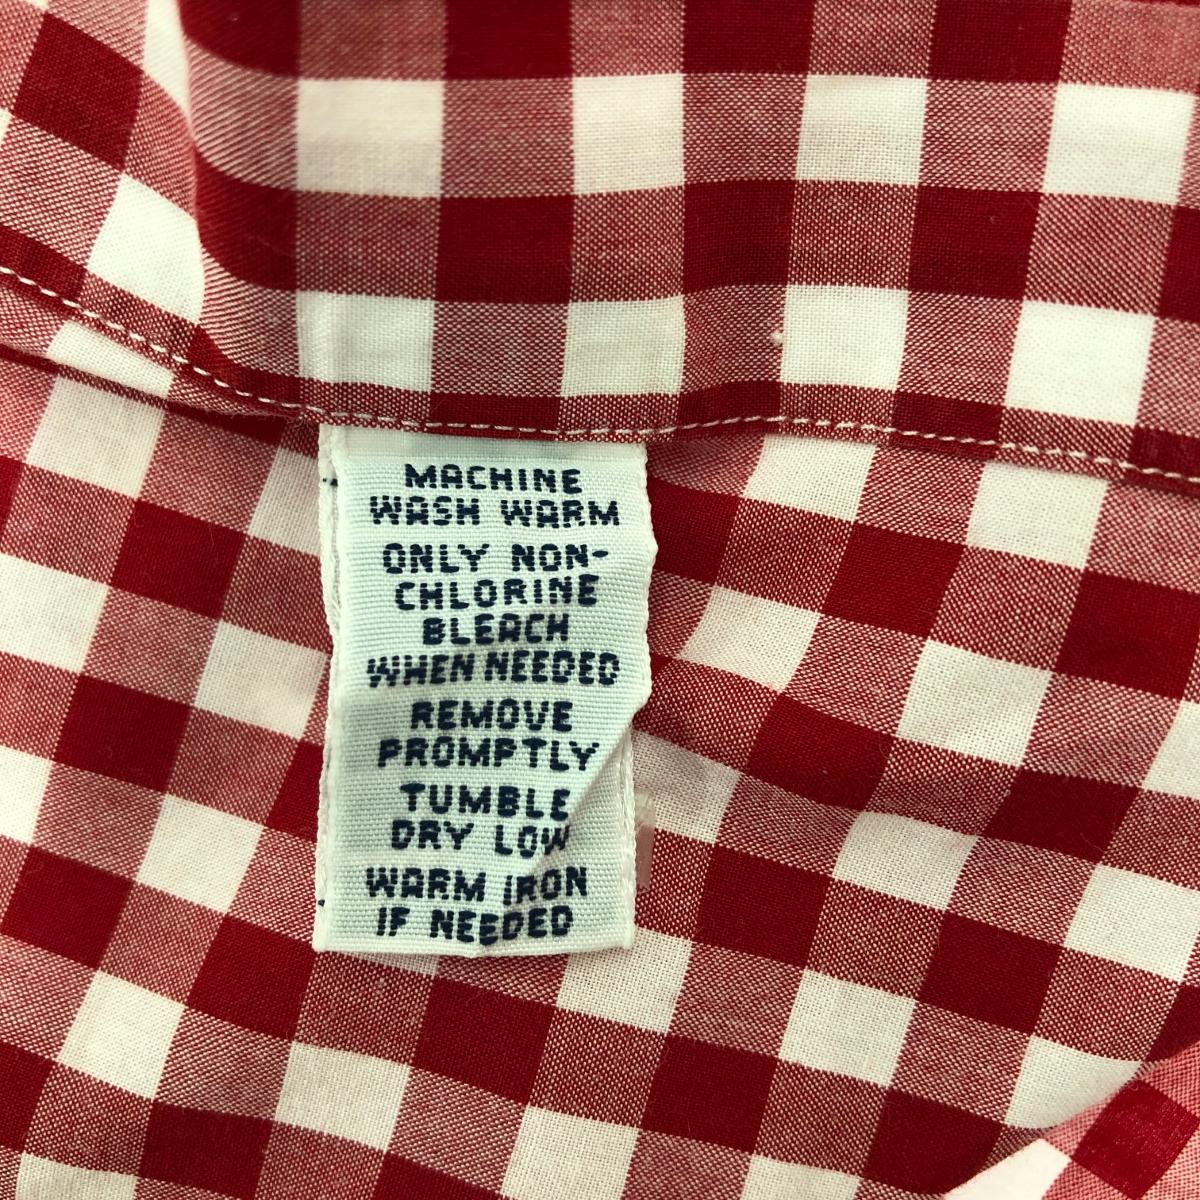 MACHINE
WASH WARM
ONLY NON-
CHLORINE
BLEACH
WHEN NEEDED
REMOVE
PROMPTLY
TUMBLE
DRY LOW
WARM IRON
IF NEEDED